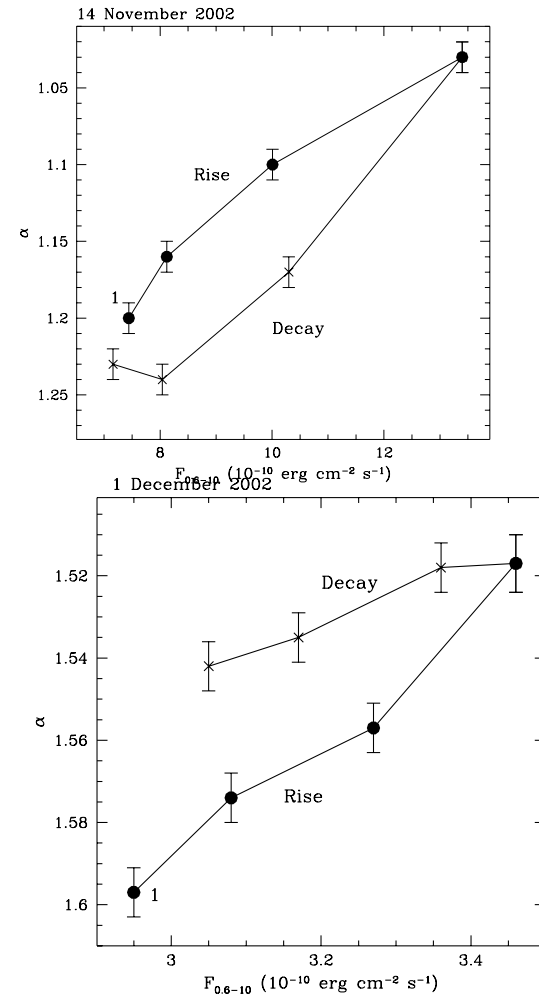 14 November 2002
1.05
1.1
1.15
1.2
1.25
α
Rise
1
Decay
8 10 12
F0.6-10 (10-10 erg cm-2 s-1)
1 December 2002
1.52
1.54
1.56
1.58
1.6
α
Decay
Rise
1
3 3.2 3.4
F0.6-10 (10-10 erg cm-2 s-1)